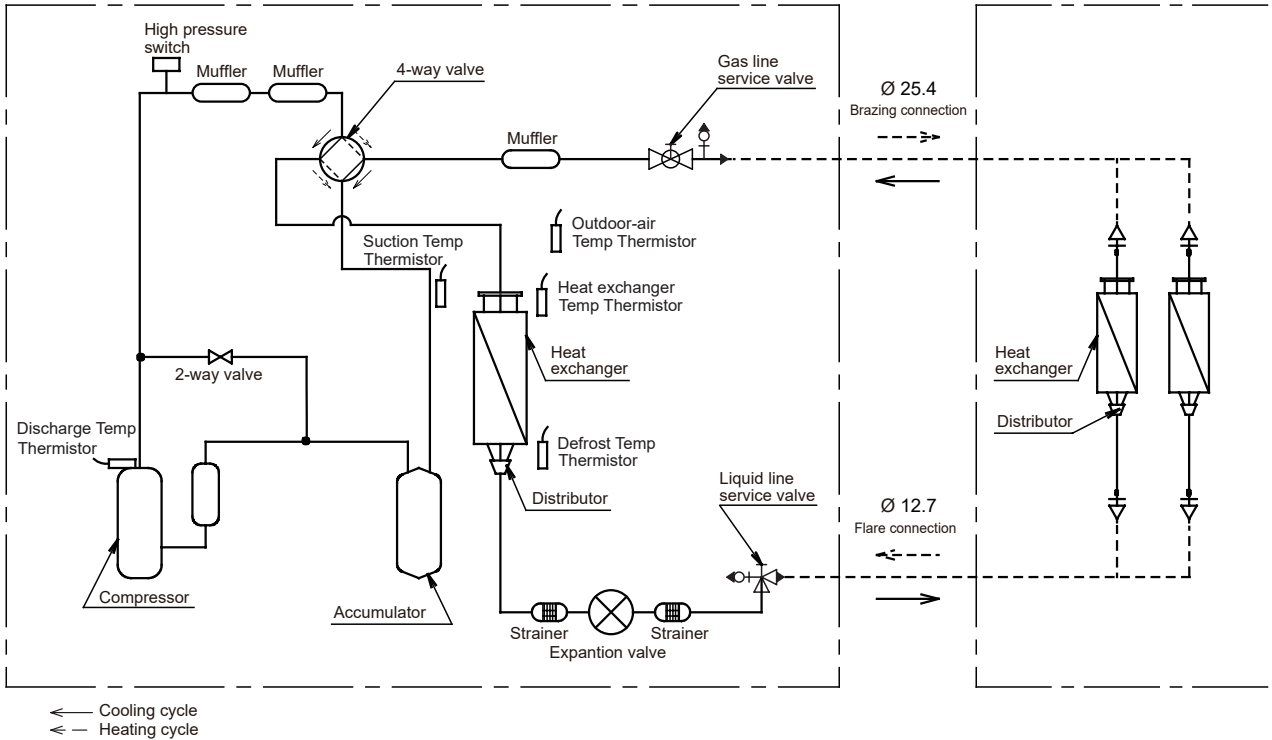 High pressure
switch
Muffler
Muffler
4-way valve
Gas line
service valve
Ø 25.4
Brazing connection
Muffler
Outdoor-air
Temp Thermistor
Suction Temp
Thermistor
Heat exchanger
Temp Thermistor
Heat
exchanger
Heat
exchanger
2-way valve
Distributor
Discharge Temp
Thermistor
Defrost Temp
Thermistor
Distributor
Liquid line
service valve
Ø 12.7
Flare connection
Compressor
Accumulator
Strainer
Strainer
Expantion valve
Cooling cycle
Heating cycle